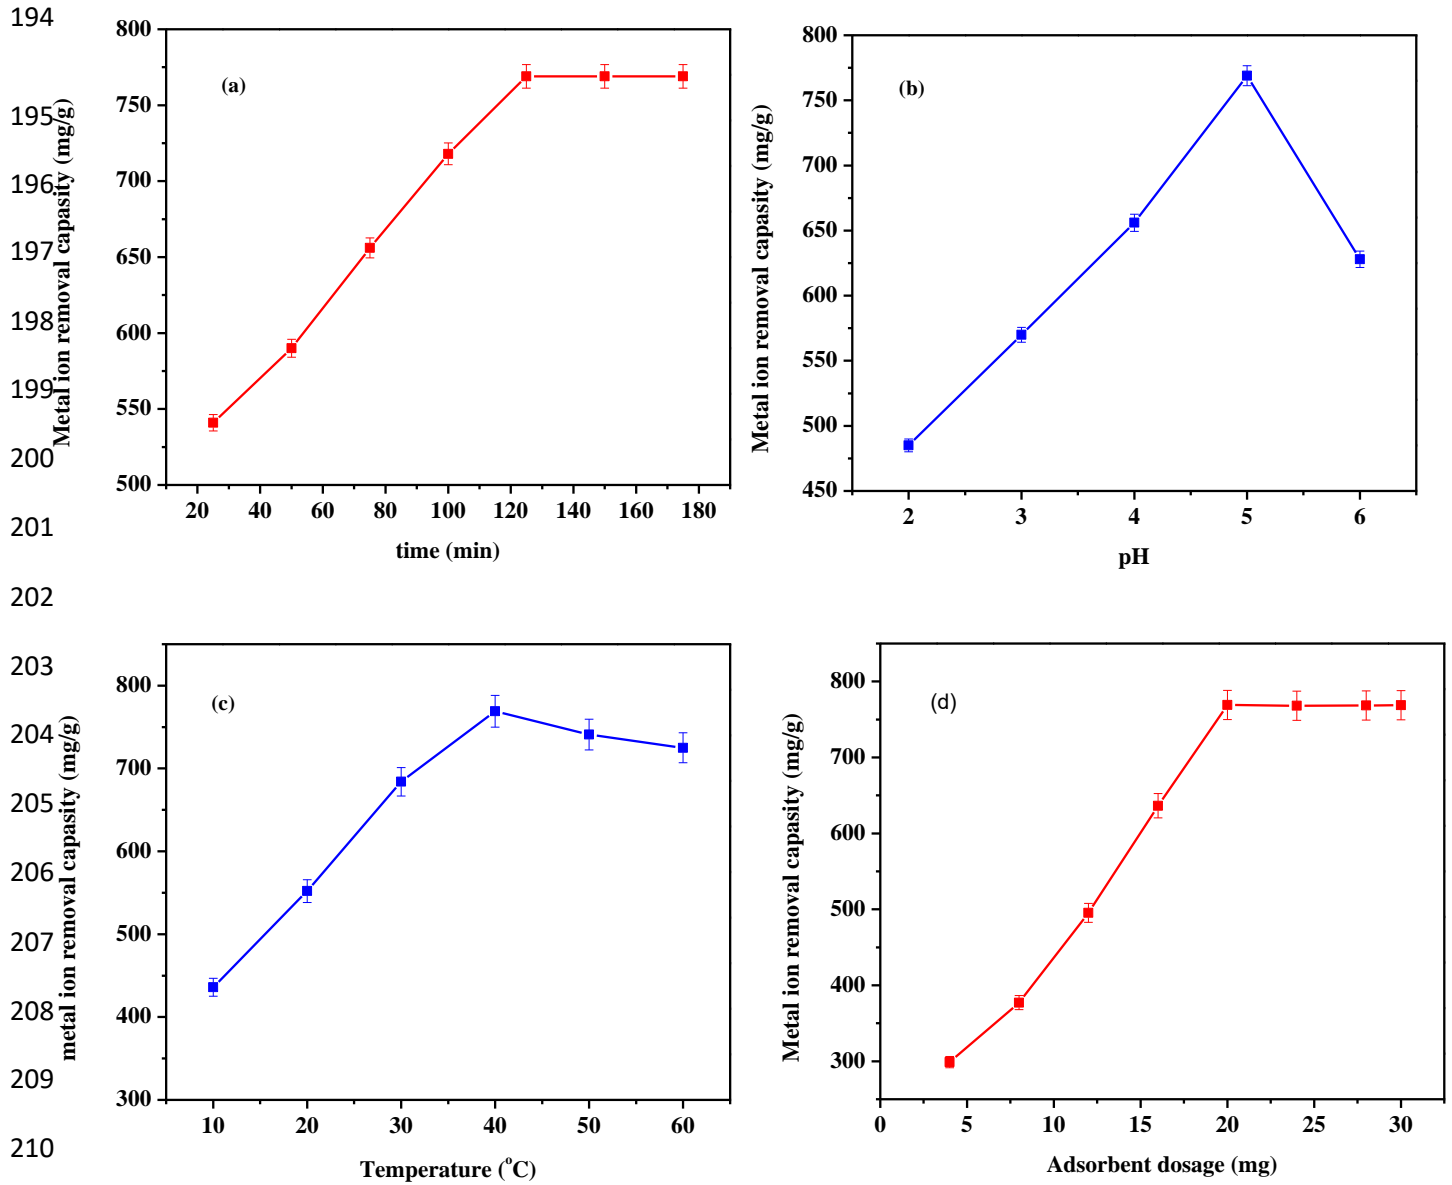 194
195
196
197
198
199
200
201
202
203
204
205
206
207
208
209
210
(a)
Metal ion removal capasity (mg/g)
800
750
700
650
600
550
500
20 40 60 80 100 120 140 160 180
time (min)
(b)
Metal ion removal capasity (mg/g)
800
750
700
650
600
550
500
450
2 3 4 5 6
pH
(c)
metal ion removal capasity (mg/g)
800
700
600
500
400
300
10 20 30 40 50 60
Temperature (°C)
(d)
Metal ion removal capasity (mg/g)
800
700
600
500
400
300
0 5 10 15 20 25 30
Adsorbent dosage (mg)